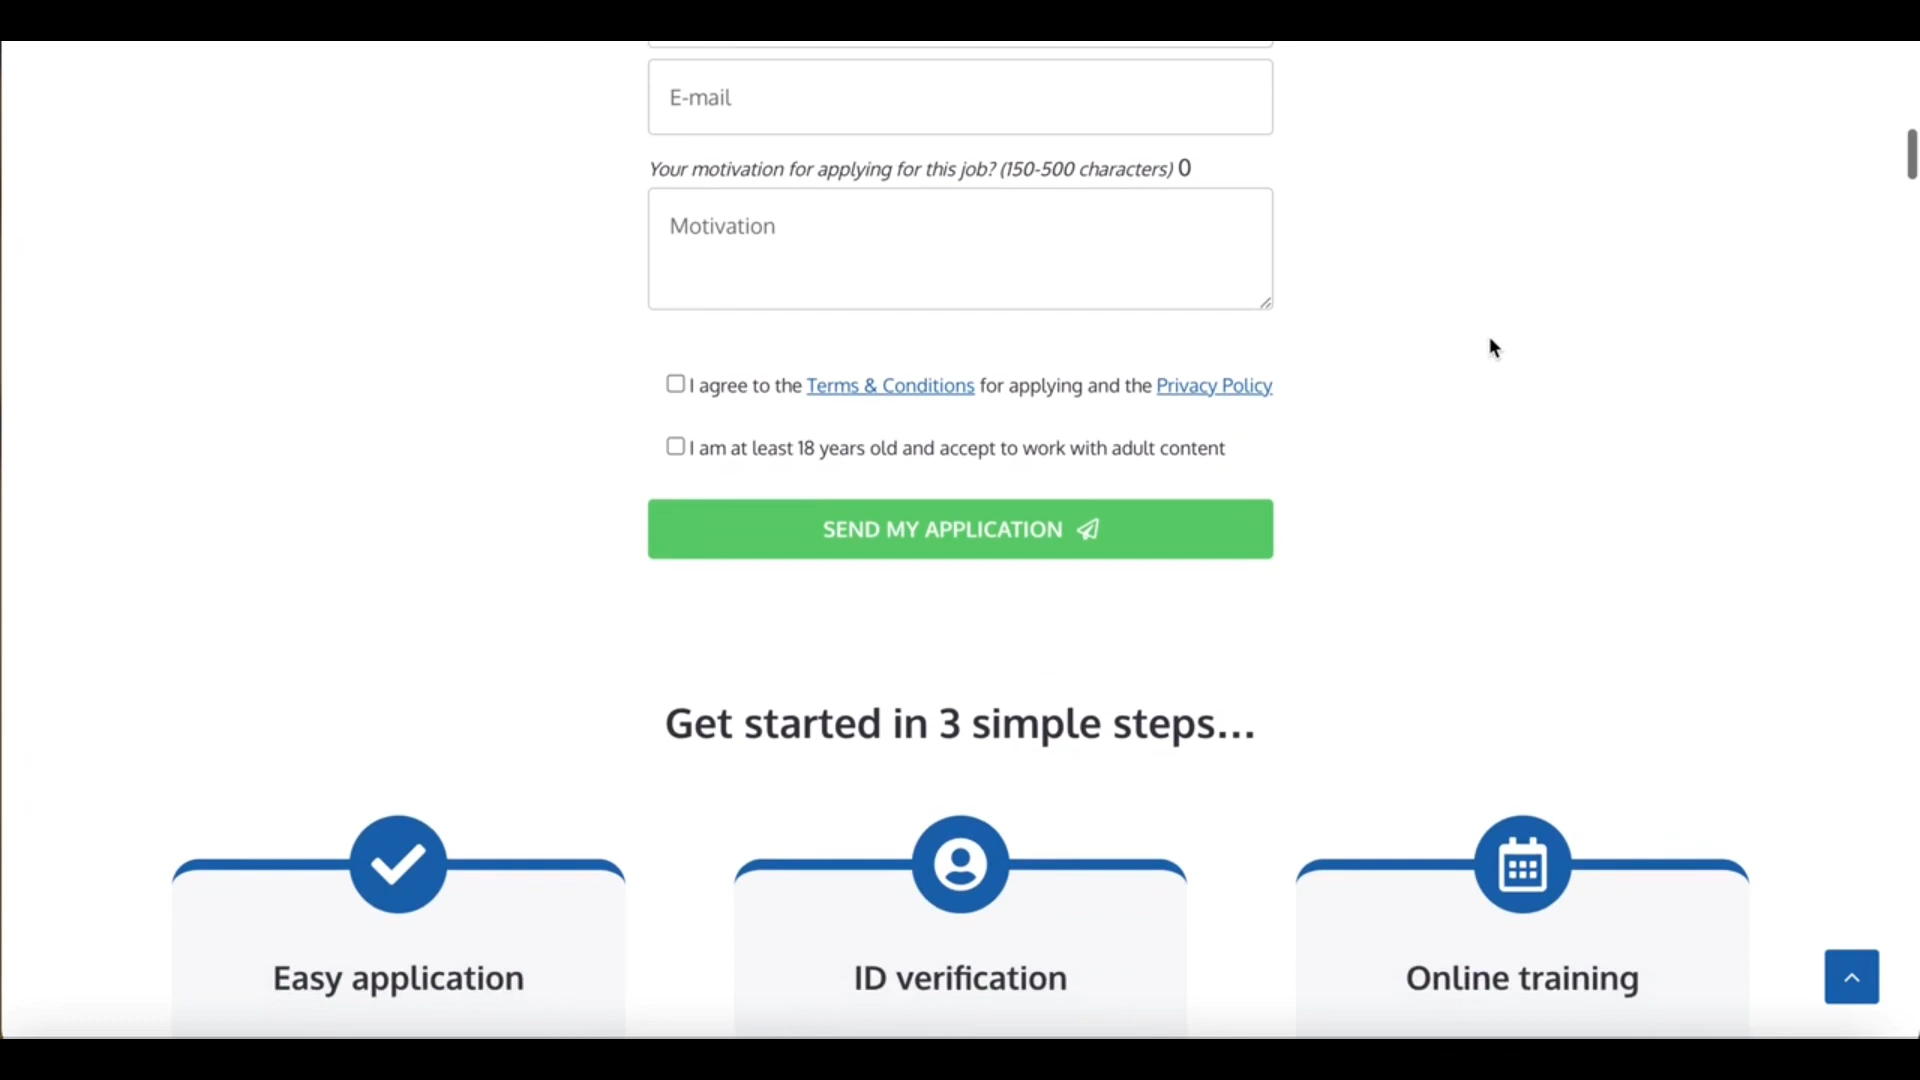 E-mail
Your motivation for applying for this job? (150-500 characters) 0
Motivation
I agree to the Terms & Conditions for applying and the Privacy Policy
I am at least 18 years old and accept to work with adult content
SEND MY APPLICATION
Get started in 3 simple steps...
Easy application
ID verification
Online training